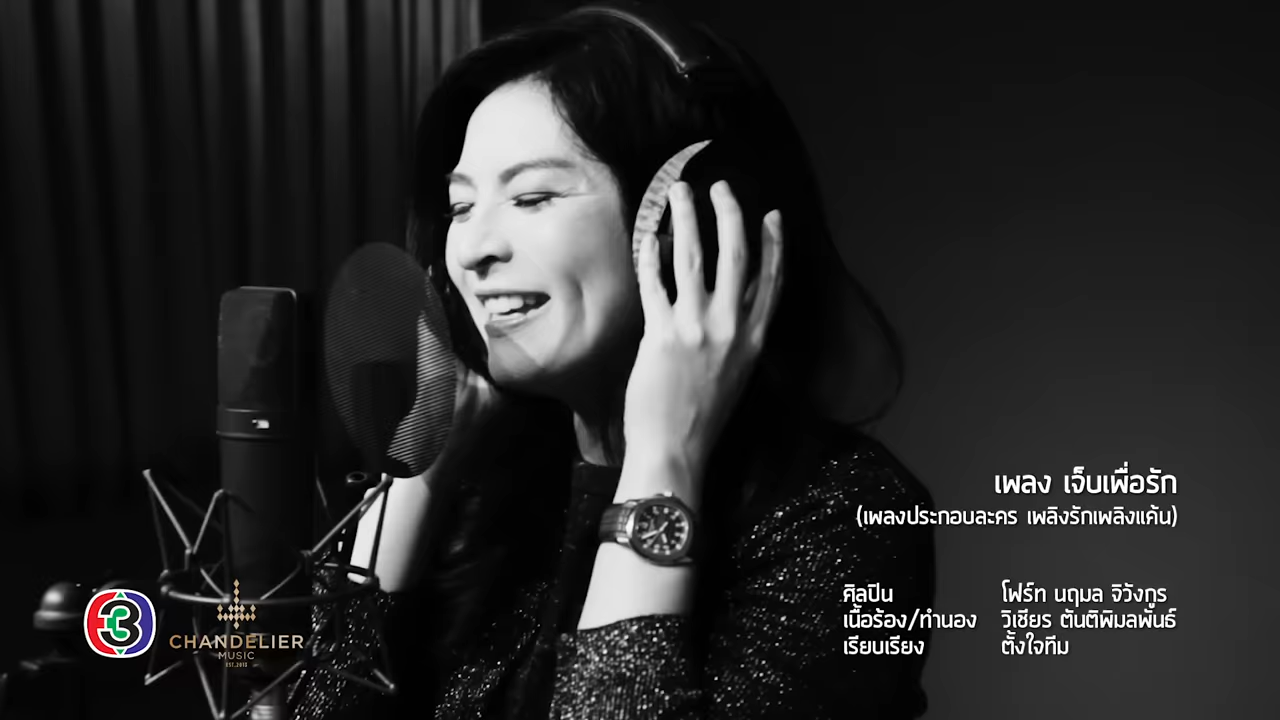 เพลง เจ็บเพื่อรัก
(เพลงประกอบละคร เพลิงรักเพลิงแค้น)
ศิลปิน โฟร์ท นฤมล จิวังกูร
เนื้อร้อง/ทำนอง วิเชียร ตันติพิมลพันธ์
เรียบเรียง ตั้งใจทีม
3
CHANDELIER
MUSIC
EST.2013